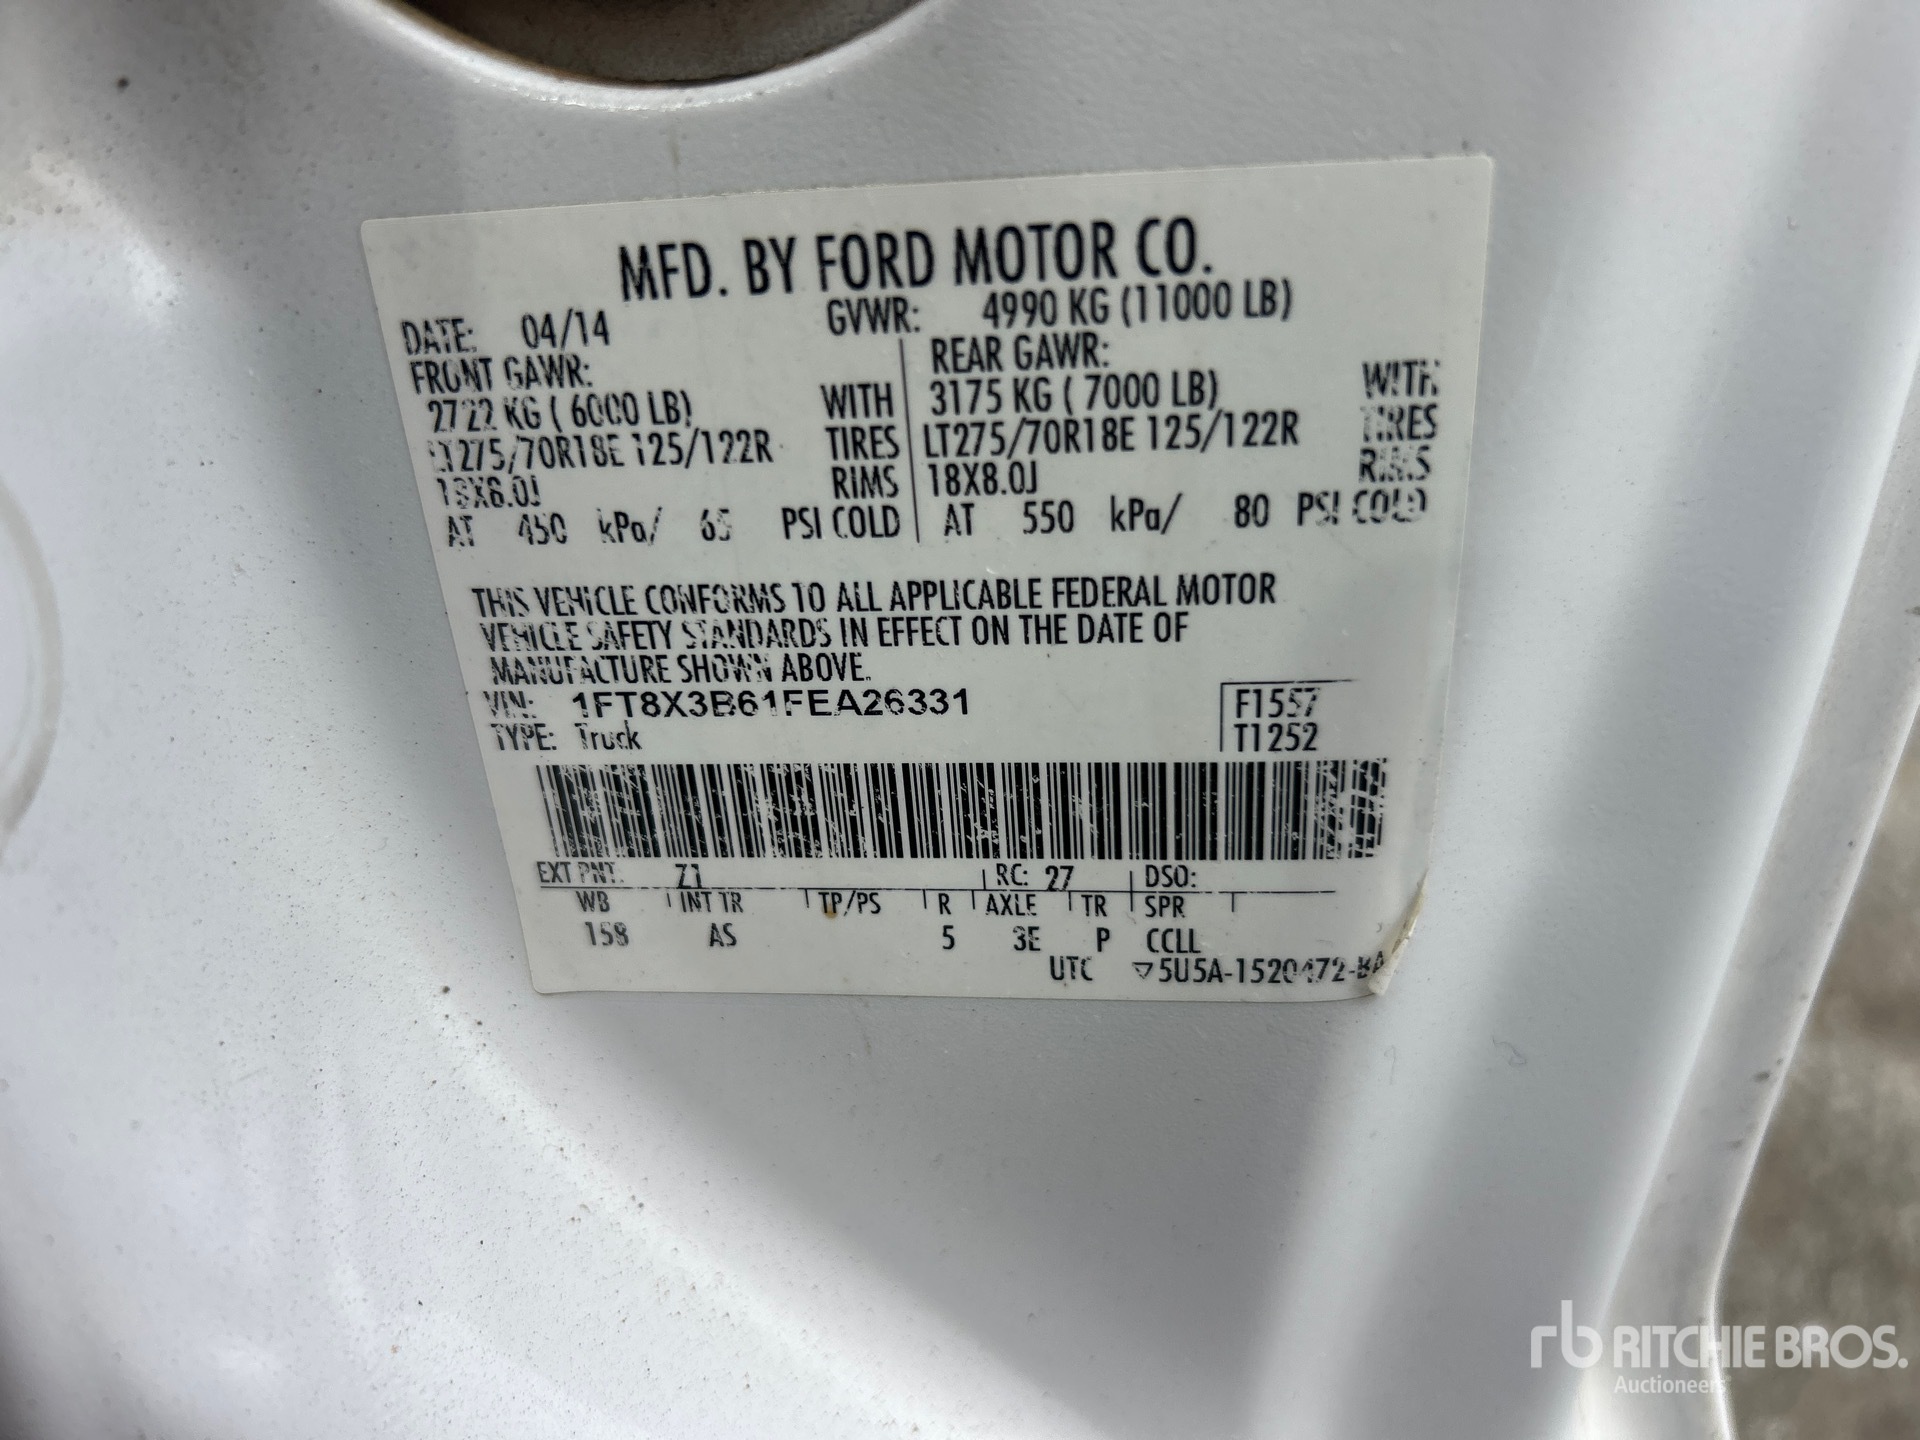 MFD. BY FORD MOTOR CO.
DATE: 04/14 GVWR: 4990 KG (11000 LB)
FRONT GAWR: REAR GAWR:
2722 KG ( 6000 LB) WITH 3175 KG ( 7000 LB) WITH
LT275/70R18E 125/122R TIRES LT275/70R18E 125/122R TIRES
18X8.0J RIMS 18X8.0J RIMS
AT 450 kPa/ 65 PSI COLD AT 550 kPa/ 80 PSI COLD
THIS VEHICLE CONFORMS TO ALL APPLICABLE FEDERAL MOTOR
VEHICLE SAFETY STANDARDS IN EFFECT ON THE DATE OF
MANUFACTURE SHOWN ABOVE.
VIN: 1FT8X3B61FEA26331 F1557
TYPE: Truck T1252
EXT PNT: Z1 RC: 27 DSO:
WB INT TR TP/PS R AXLE TR SPR
158 AS 5 3E P CCLL
UTC ▽5U5A-1520472-BA
rb RITCHIE BROS.
Auctioneers